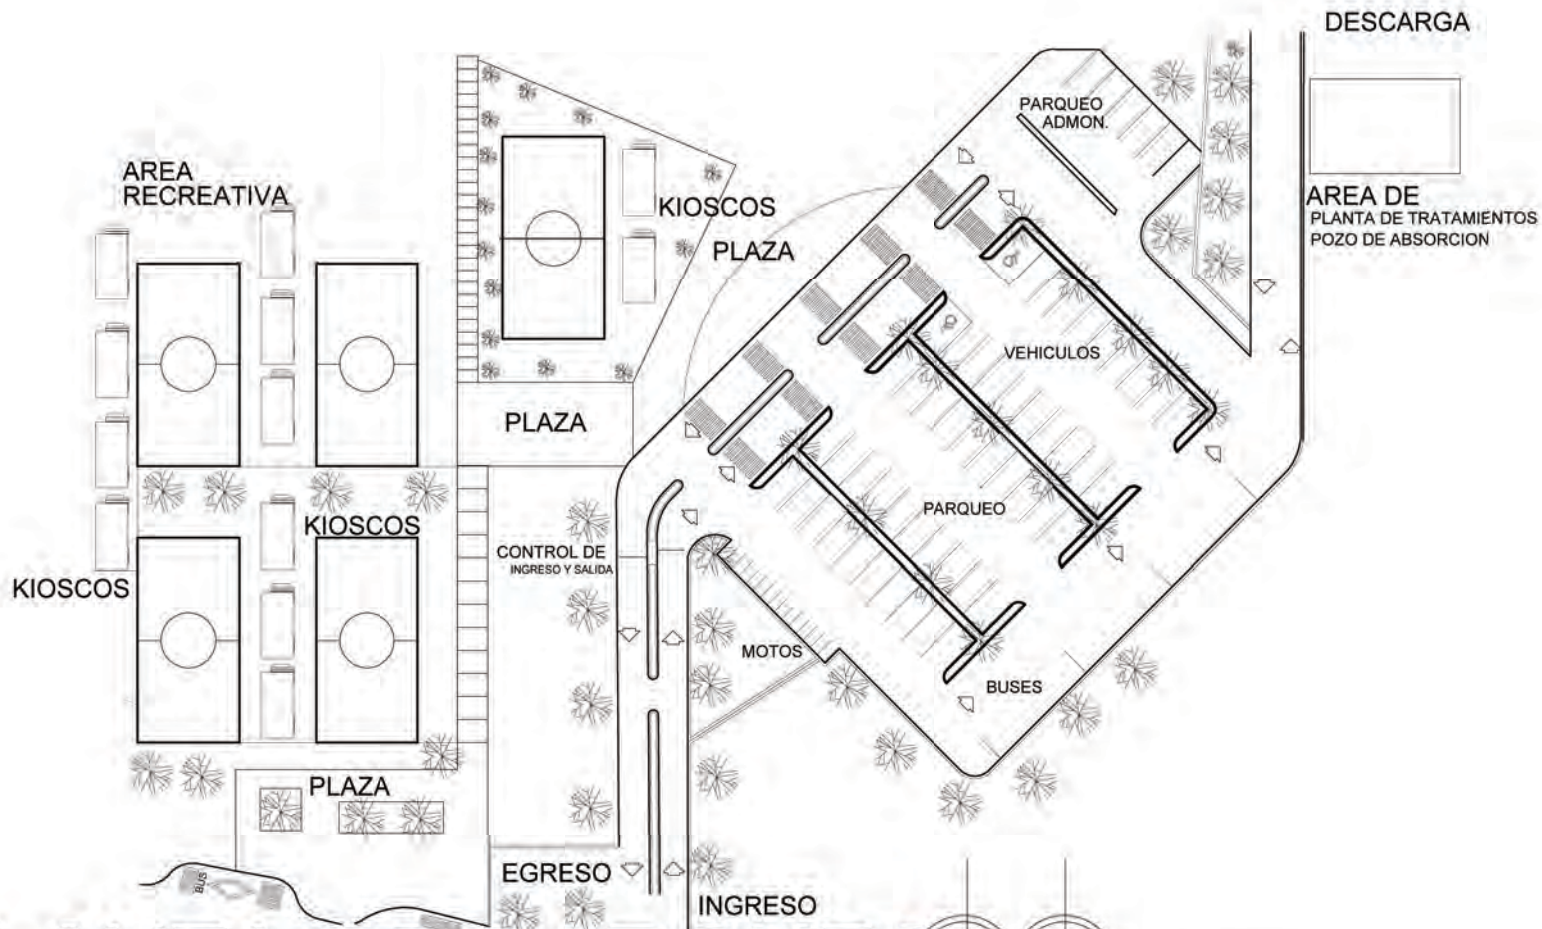 DESCARGA
PARQUEO
ADMON.
AREA
RECREATIVA
AREA DE
PLANTA DE TRATAMIENTOS
POZO DE ABSORCION
KIOSCOS
PLAZA
VEHICULOS
PLAZA
PARQUEO
KIOSCOS
CONTROL DE
INGRESO Y SALIDA
KIOSCOS
MOTOS
BUSES
PLAZA
EGRESO
BUS
INGRESO